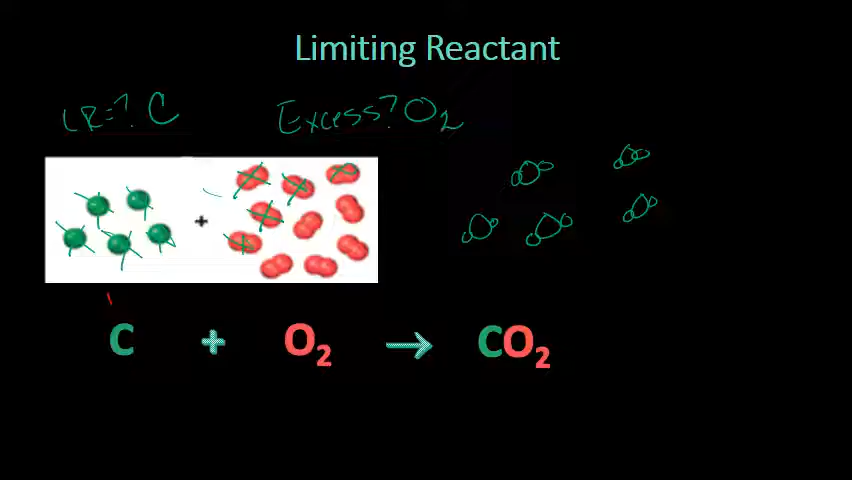 Limiting Reactant
LR=? C Excess? O₂
+
C + O₂ → CO₂